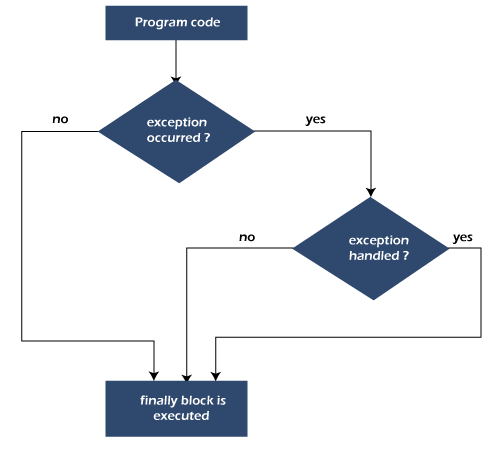 Program code
exception
occurred ?
no
yes
exception
handled ?
no
yes
finally block is
executed